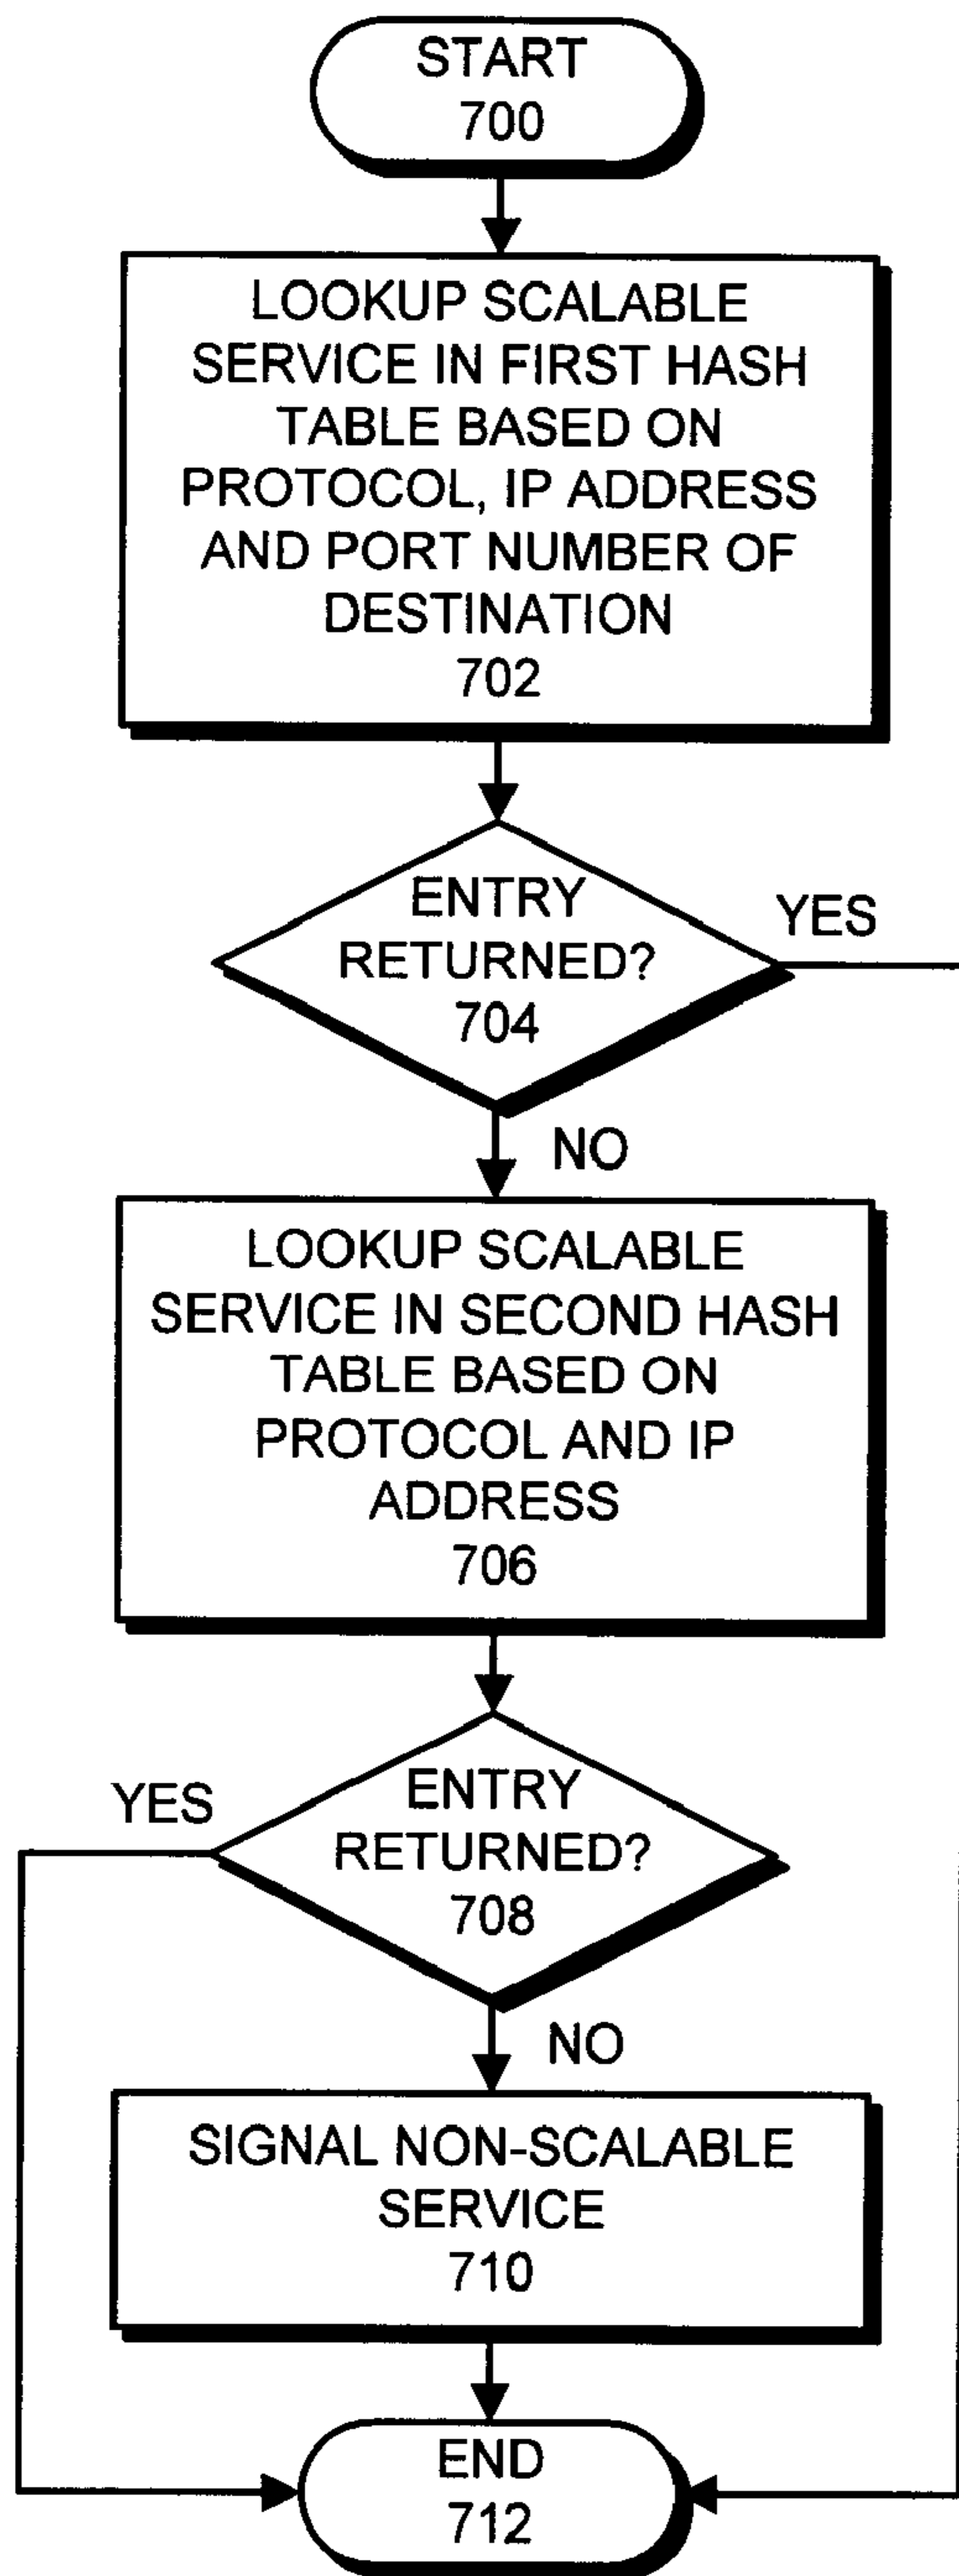 START
700
LOOKUP SCALABLE
SERVICE IN FIRST HASH
TABLE BASED ON
PROTOCOL, IP ADDRESS
AND PORT NUMBER OF
DESTINATION
702
ENTRY
RETURNED?
704
YES
NO
LOOKUP SCALABLE
SERVICE IN SECOND HASH
TABLE BASED ON
PROTOCOL AND IP
ADDRESS
706
YES
ENTRY
RETURNED?
708
NO
SIGNAL NON-SCALABLE
SERVICE
710
END
712